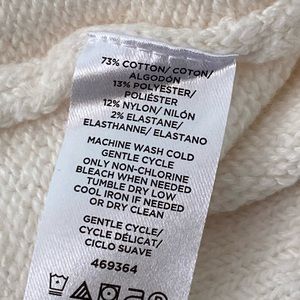 73% COTTON/ COTON/
ALGODÓN
13% POLYESTER/
POLIÉSTER
12% NYLON/ NILÓN
2% ELASTANE/
ELASTHANNE/ ELASTANO
MACHINE WASH COLD
GENTLE CYCLE
ONLY NON-CHLORINE
BLEACH WHEN NEEDED
TUMBLE DRY LOW
COOL IRON IF NEEDED
OR DRY CLEAN
GENTLE CYCLE/
CYCLE DÉLICAT/
CICLO SUAVE
469364